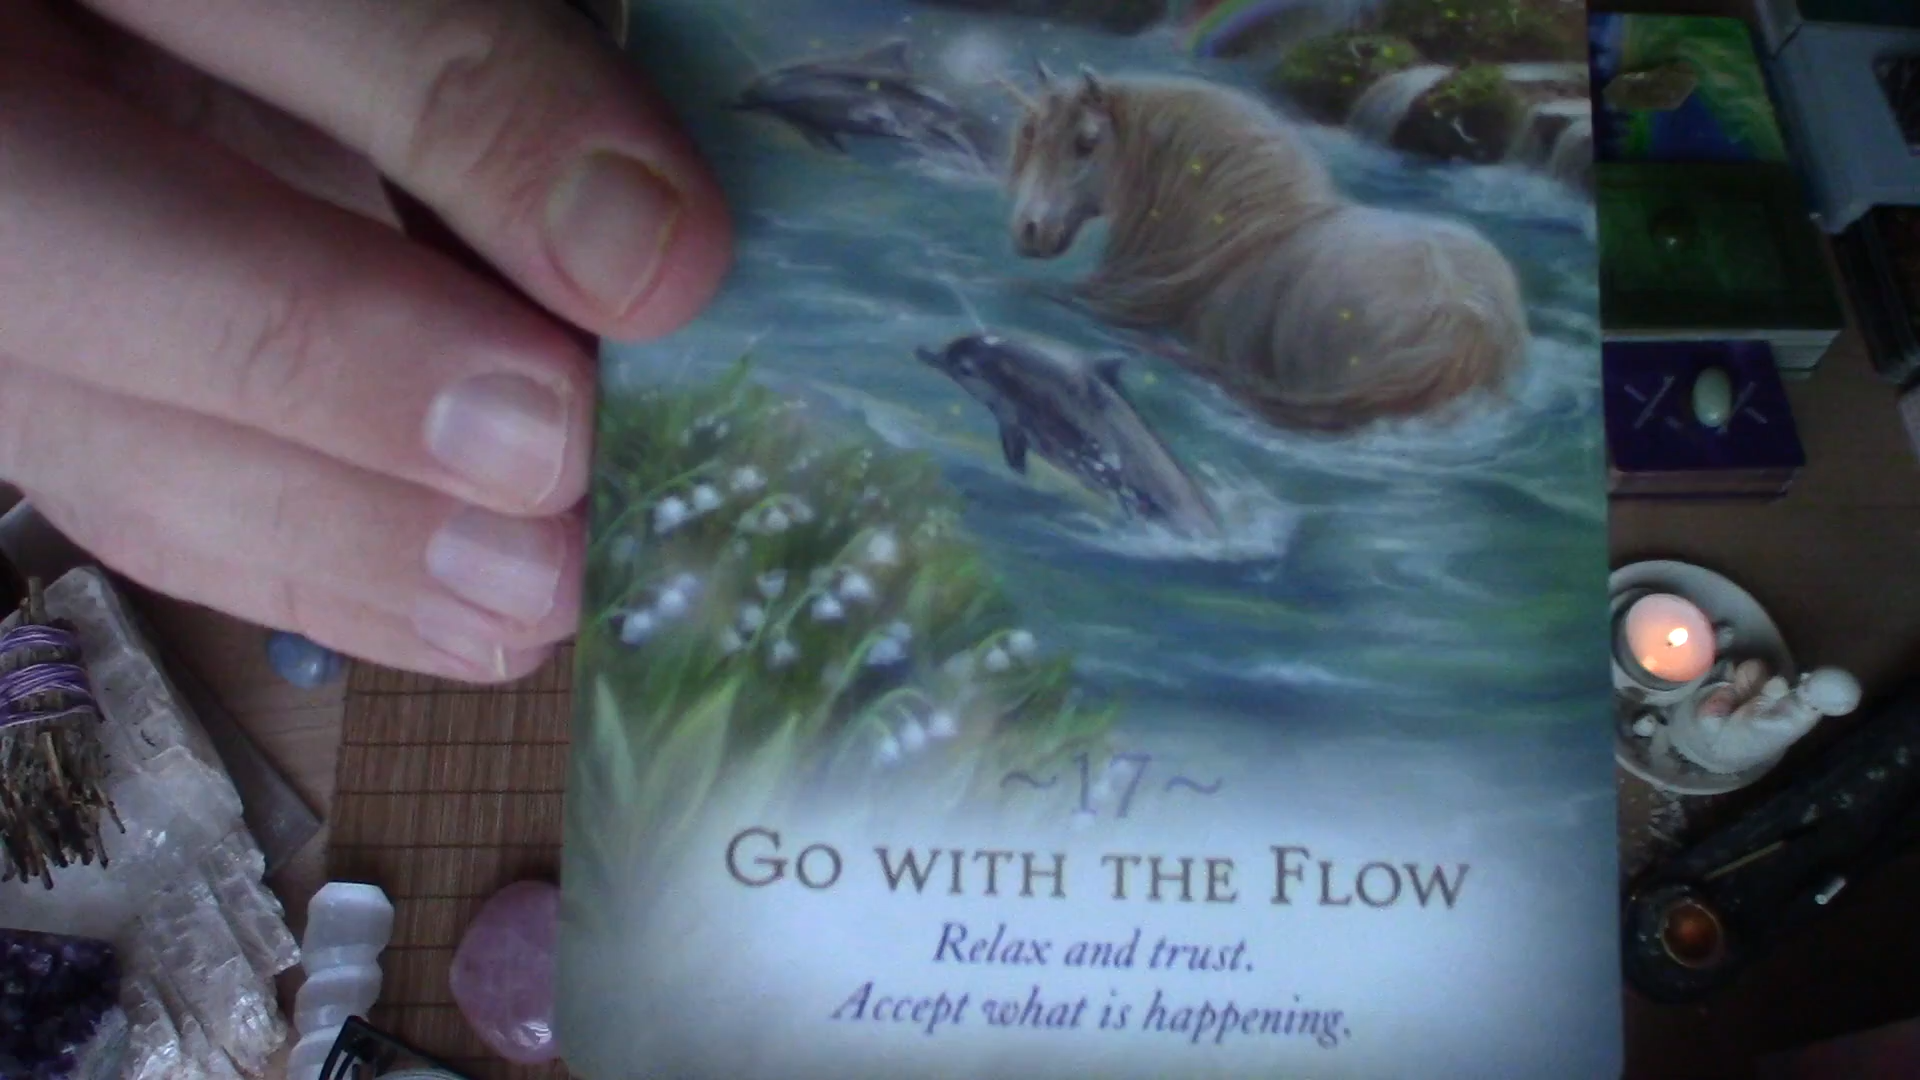 ~17~
GO WITH THE FLOW
Relax and trust.
Accept what is happening.